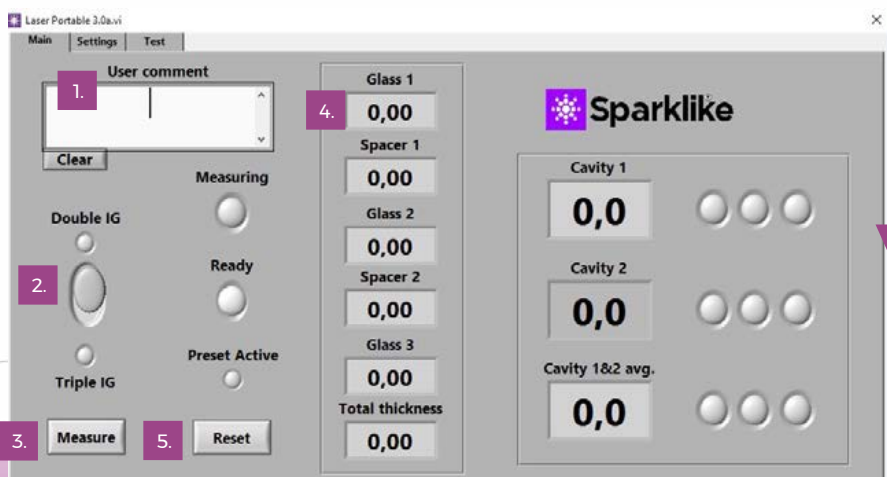 Laser Portable 3.0a.vi
Main Settings Test
User comment
1.
Clear
Measuring
Double IG
2.
Ready
Preset Active
Triple IG
3. Measure
5. Reset
Glass 1
4. 0,00
Spacer 1
0,00
Glass 2
0,00
Spacer 2
0,00
Glass 3
0,00
Total thickness
0,00
Sparklike
Cavity 1
0,0
Cavity 2
0,0
Cavity 1&2 avg.
0,0